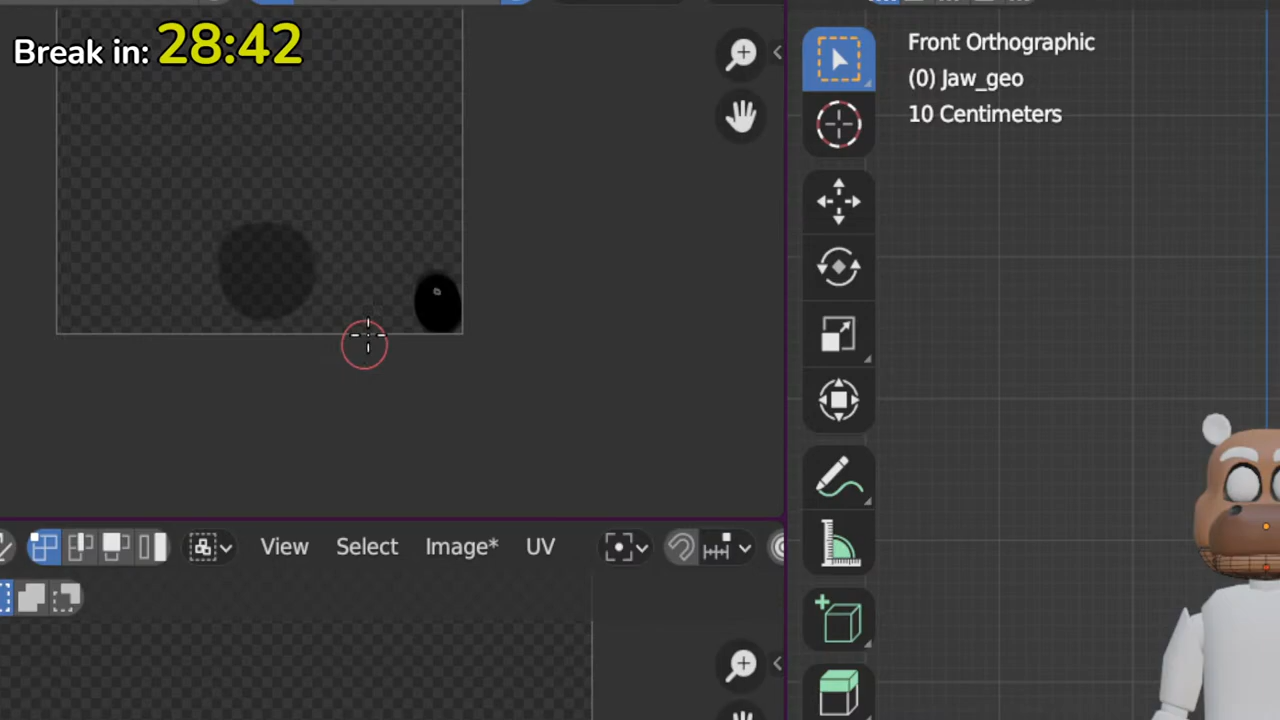 Break in: 28:42
Front Orthographic
(0) Jaw_geo
10 Centimeters
View Select Image* UV